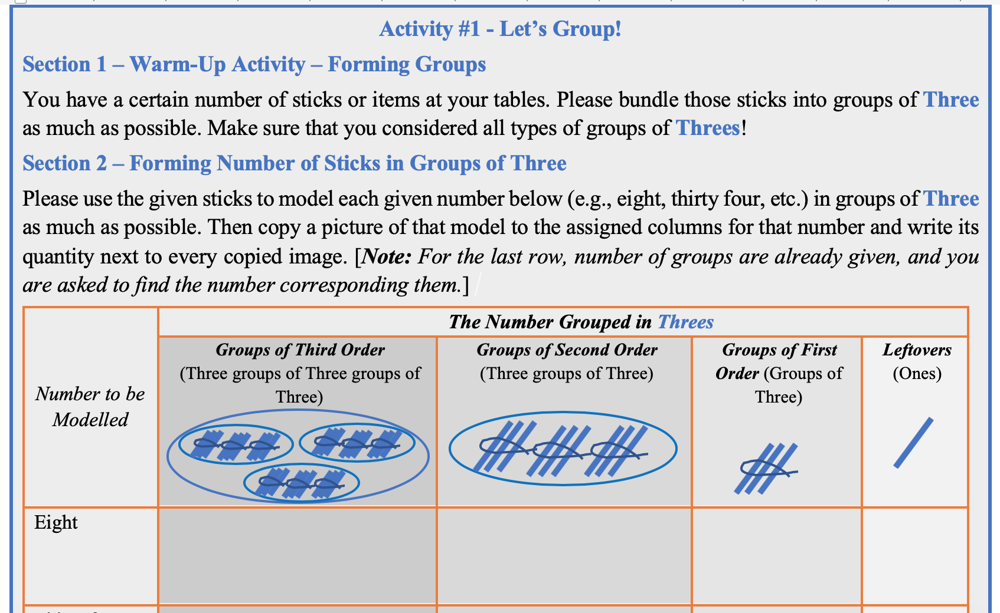 Activity #1 - Let’s Group!
Section 1 – Warm-Up Activity – Forming Groups
You have a certain number of sticks or items at your tables. Please bundle those sticks into groups of Three
as much as possible. Make sure that you considered all types of groups of Threes!
Section 2 – Forming Number of Sticks in Groups of Three
Please use the given sticks to model each given number below (e.g., eight, thirty four, etc.) in groups of Three
as much as possible. Then copy a picture of that model to the assigned columns for that number and write its
quantity next to every copied image. [Note: For the last row, number of groups are already given, and you
are asked to find the number corresponding them.]
The Number Grouped in Threes
Number to be
Modelled
Groups of Third Order
(Three groups of Three groups of
Three)
Groups of Second Order
(Three groups of Three)
Groups of First
Order (Groups of
Three)
Leftovers
(Ones)
Eight